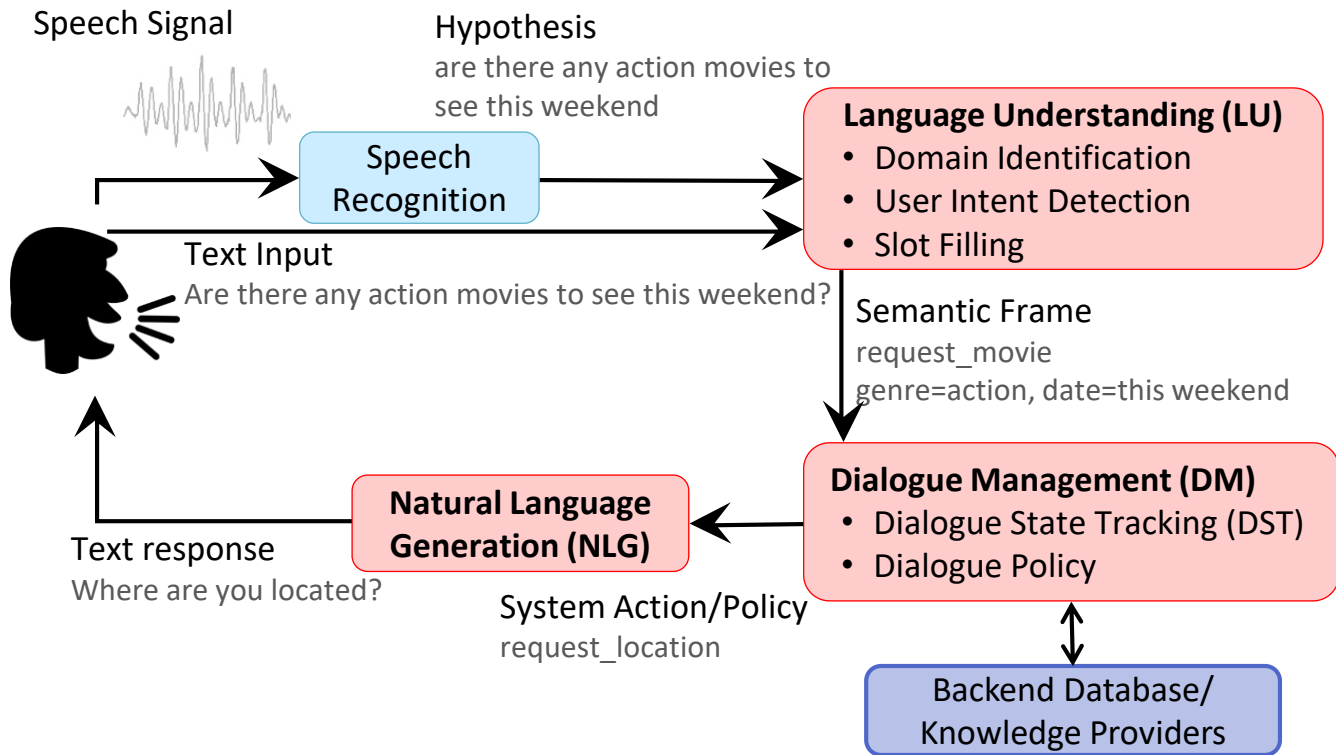 Speech Signal
Hypothesis
are there any action movies to
see this weekend
Speech
Recognition
Language Understanding (LU)
• Domain Identification
• User Intent Detection
• Slot Filling
Text Input
Are there any action movies to see this weekend?
Semantic Frame
request_movie
genre=action, date=this weekend
Dialogue Management (DM)
• Dialogue State Tracking (DST)
• Dialogue Policy
Natural Language
Generation (NLG)
Text response
Where are you located?
System Action/Policy
request_location
Backend Database/
Knowledge Providers